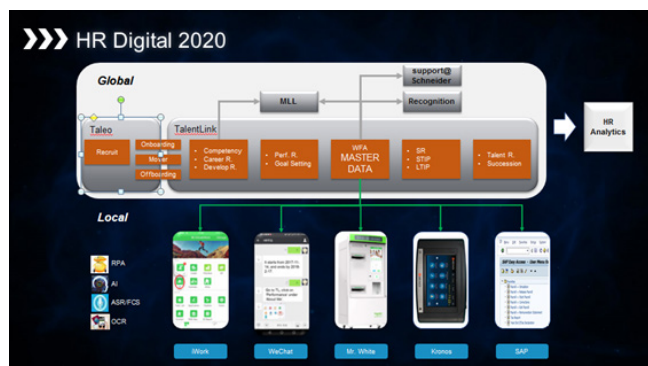 HR Digital 2020
Global
support@
Schneider
MLL
Recognition
HR
Analytics
Taleo
TalentLink
Recruit
Onboarding
Mover
Offboarding
• Competency
• Career R.
• Develop R.
• Perf. R.
• Goal Setting
WFA
MASTER
DATA
• SR
• STIP
• LTIP
• Talent R.
• Succession
Local
RPA
AI
ASR/FCS
OCR
iWork
WeChat
Mr. White
Kronos
SAP